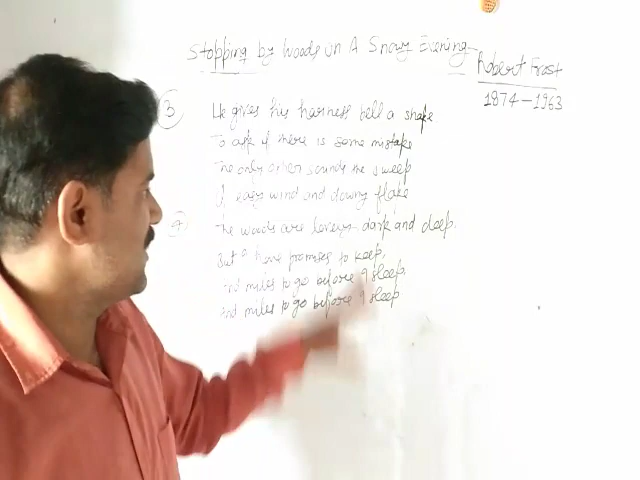 Stopping by Woods in A Snowy Evening-
Robert Frost
1874-1963
3 He gives his harness bell a shake
To ask if there is some mistake
The only other sounds the sweep
of easy wind and downy flake
4 The woods are lovely dark and deep.
But I have promises to keep,
And miles to go before I sleep,
And miles to go before I sleep